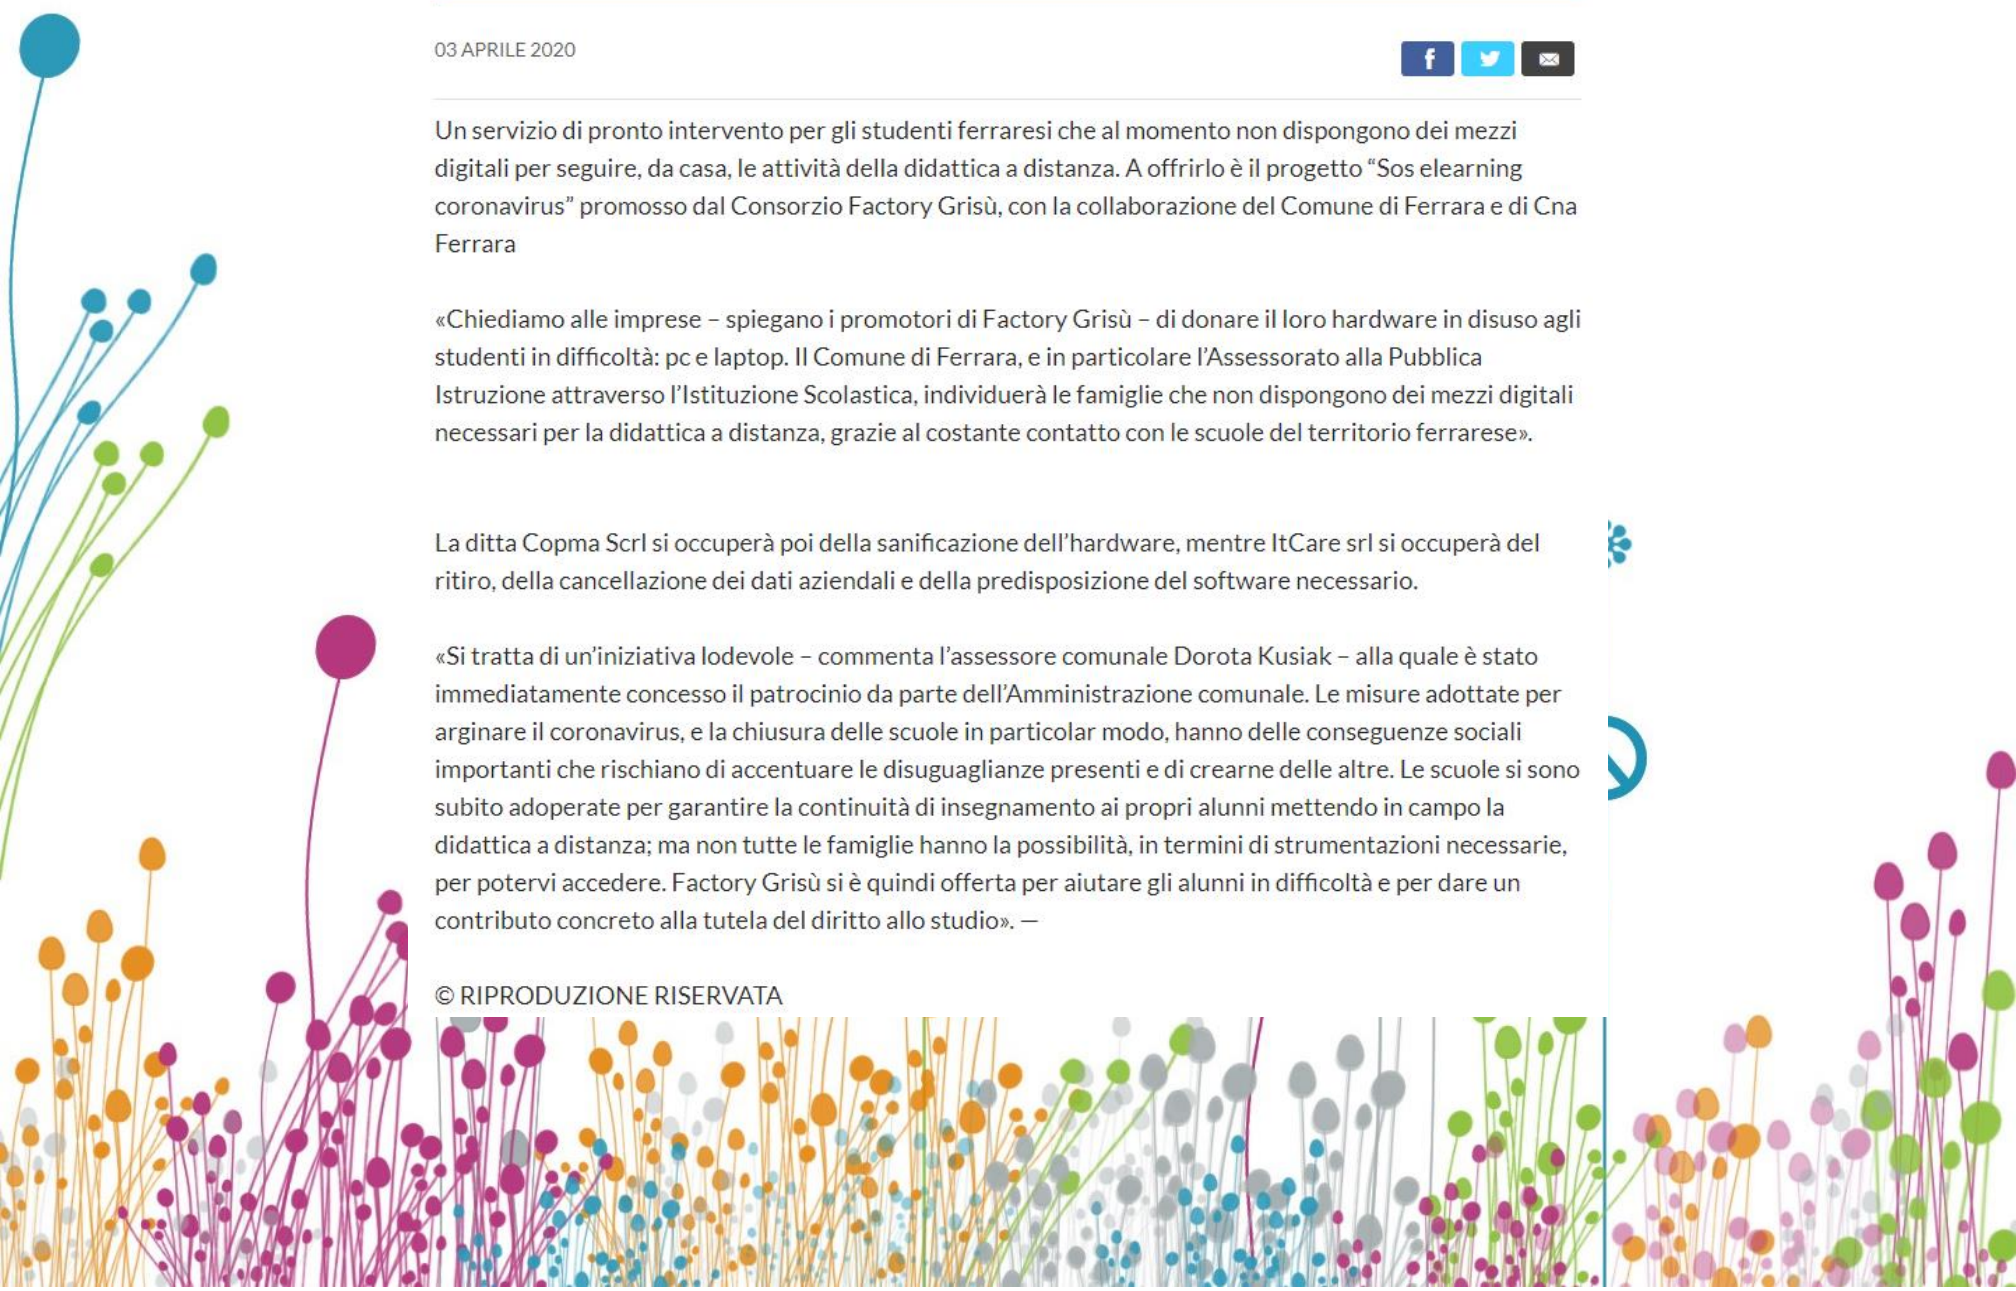 03 APRILE 2020
Un servizio di pronto intervento per gli studenti ferraresi che al momento non dispongono dei mezzi
digitali per seguire, da casa, le attività della didattica a distanza. A offrirlo è il progetto “Sos elearning
coronavirus” promosso dal Consorzio Factory Grisù, con la collaborazione del Comune di Ferrara e di Cna
Ferrara
«Chiediamo alle imprese – spiegano i promotori di Factory Grisù – di donare il loro hardware in disuso agli
studenti in difficoltà: pc e laptop. Il Comune di Ferrara, e in particolare l’Assessorato alla Pubblica
Istruzione attraverso l’Istituzione Scolastica, individuerà le famiglie che non dispongono dei mezzi digitali
necessari per la didattica a distanza, grazie al costante contatto con le scuole del territorio ferrarese».
La ditta Copma Scrl si occuperà poi della sanificazione dell’hardware, mentre ItCare srl si occuperà del
ritiro, della cancellazione dei dati aziendali e della predisposizione del software necessario.
«Si tratta di un’iniziativa lodevole – commenta l’assessore comunale Dorota Kusiak – alla quale è stato
immediatamente concesso il patrocinio da parte dell’Amministrazione comunale. Le misure adottate per
arginare il coronavirus, e la chiusura delle scuole in particolar modo, hanno delle conseguenze sociali
importanti che rischiano di accentuare le disuguaglianze presenti e di crearne delle altre. Le scuole si sono
subito adoperate per garantire la continuità di insegnamento ai propri alunni mettendo in campo la
didattica a distanza; ma non tutte le famiglie hanno la possibilità, in termini di strumentazioni necessarie,
per potervi accedere. Factory Grisù si è quindi offerta per aiutare gli alunni in difficoltà e per dare un
contributo concreto alla tutela del diritto allo studio». —
© RIPRODUZIONE RISERVATA